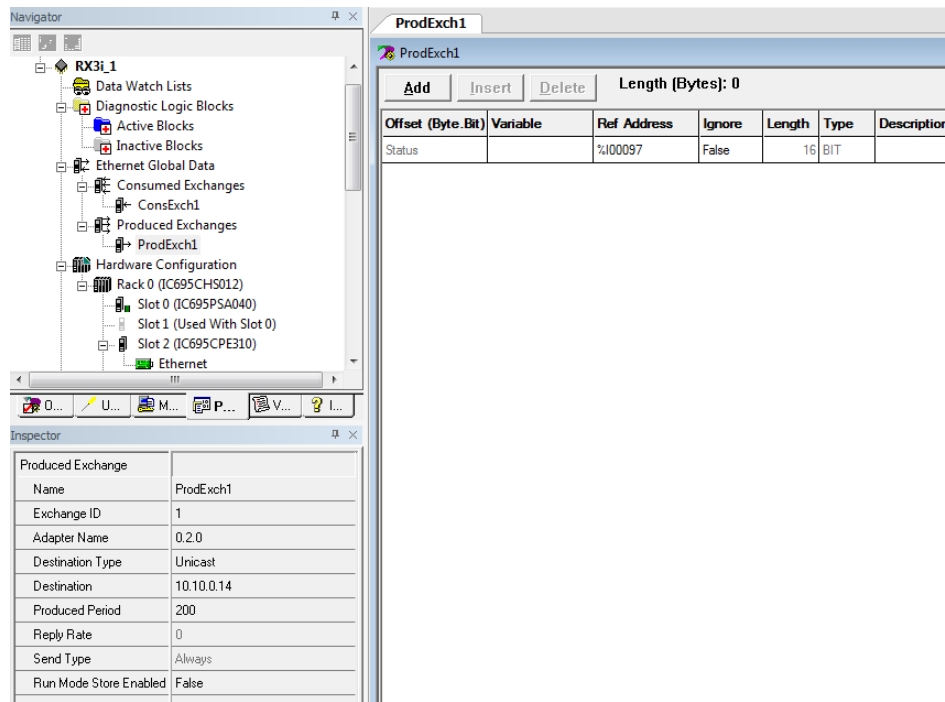 Navigator
RX3i_1
Data Watch Lists
Diagnostic Logic Blocks
Active Blocks
Inactive Blocks
Ethernet Global Data
Consumed Exchanges
ConsExch1
Produced Exchanges
ProdExch1
Hardware Configuration
Rack 0 (IC695CHS012)
Slot 0 (IC695PSA040)
Slot 1 (Used With Slot 0)
Slot 2 (IC695CPE310)
Ethernet
O... U... M... P... V... I...
Inspector
Produced Exchange
Name ProdExch1
Exchange ID 1
Adapter Name 0.2.0
Destination Type Unicast
Destination 10.10.0.14
Produced Period 200
Reply Rate 0
Send Type Always
Run Mode Store Enabled False
ProdExch1
ProdExch1
Add Insert Delete Length (Bytes): 0
Offset (Byte.Bit) Variable Ref Address Ignore Length Type Description
Status %I00097 False 16 BIT